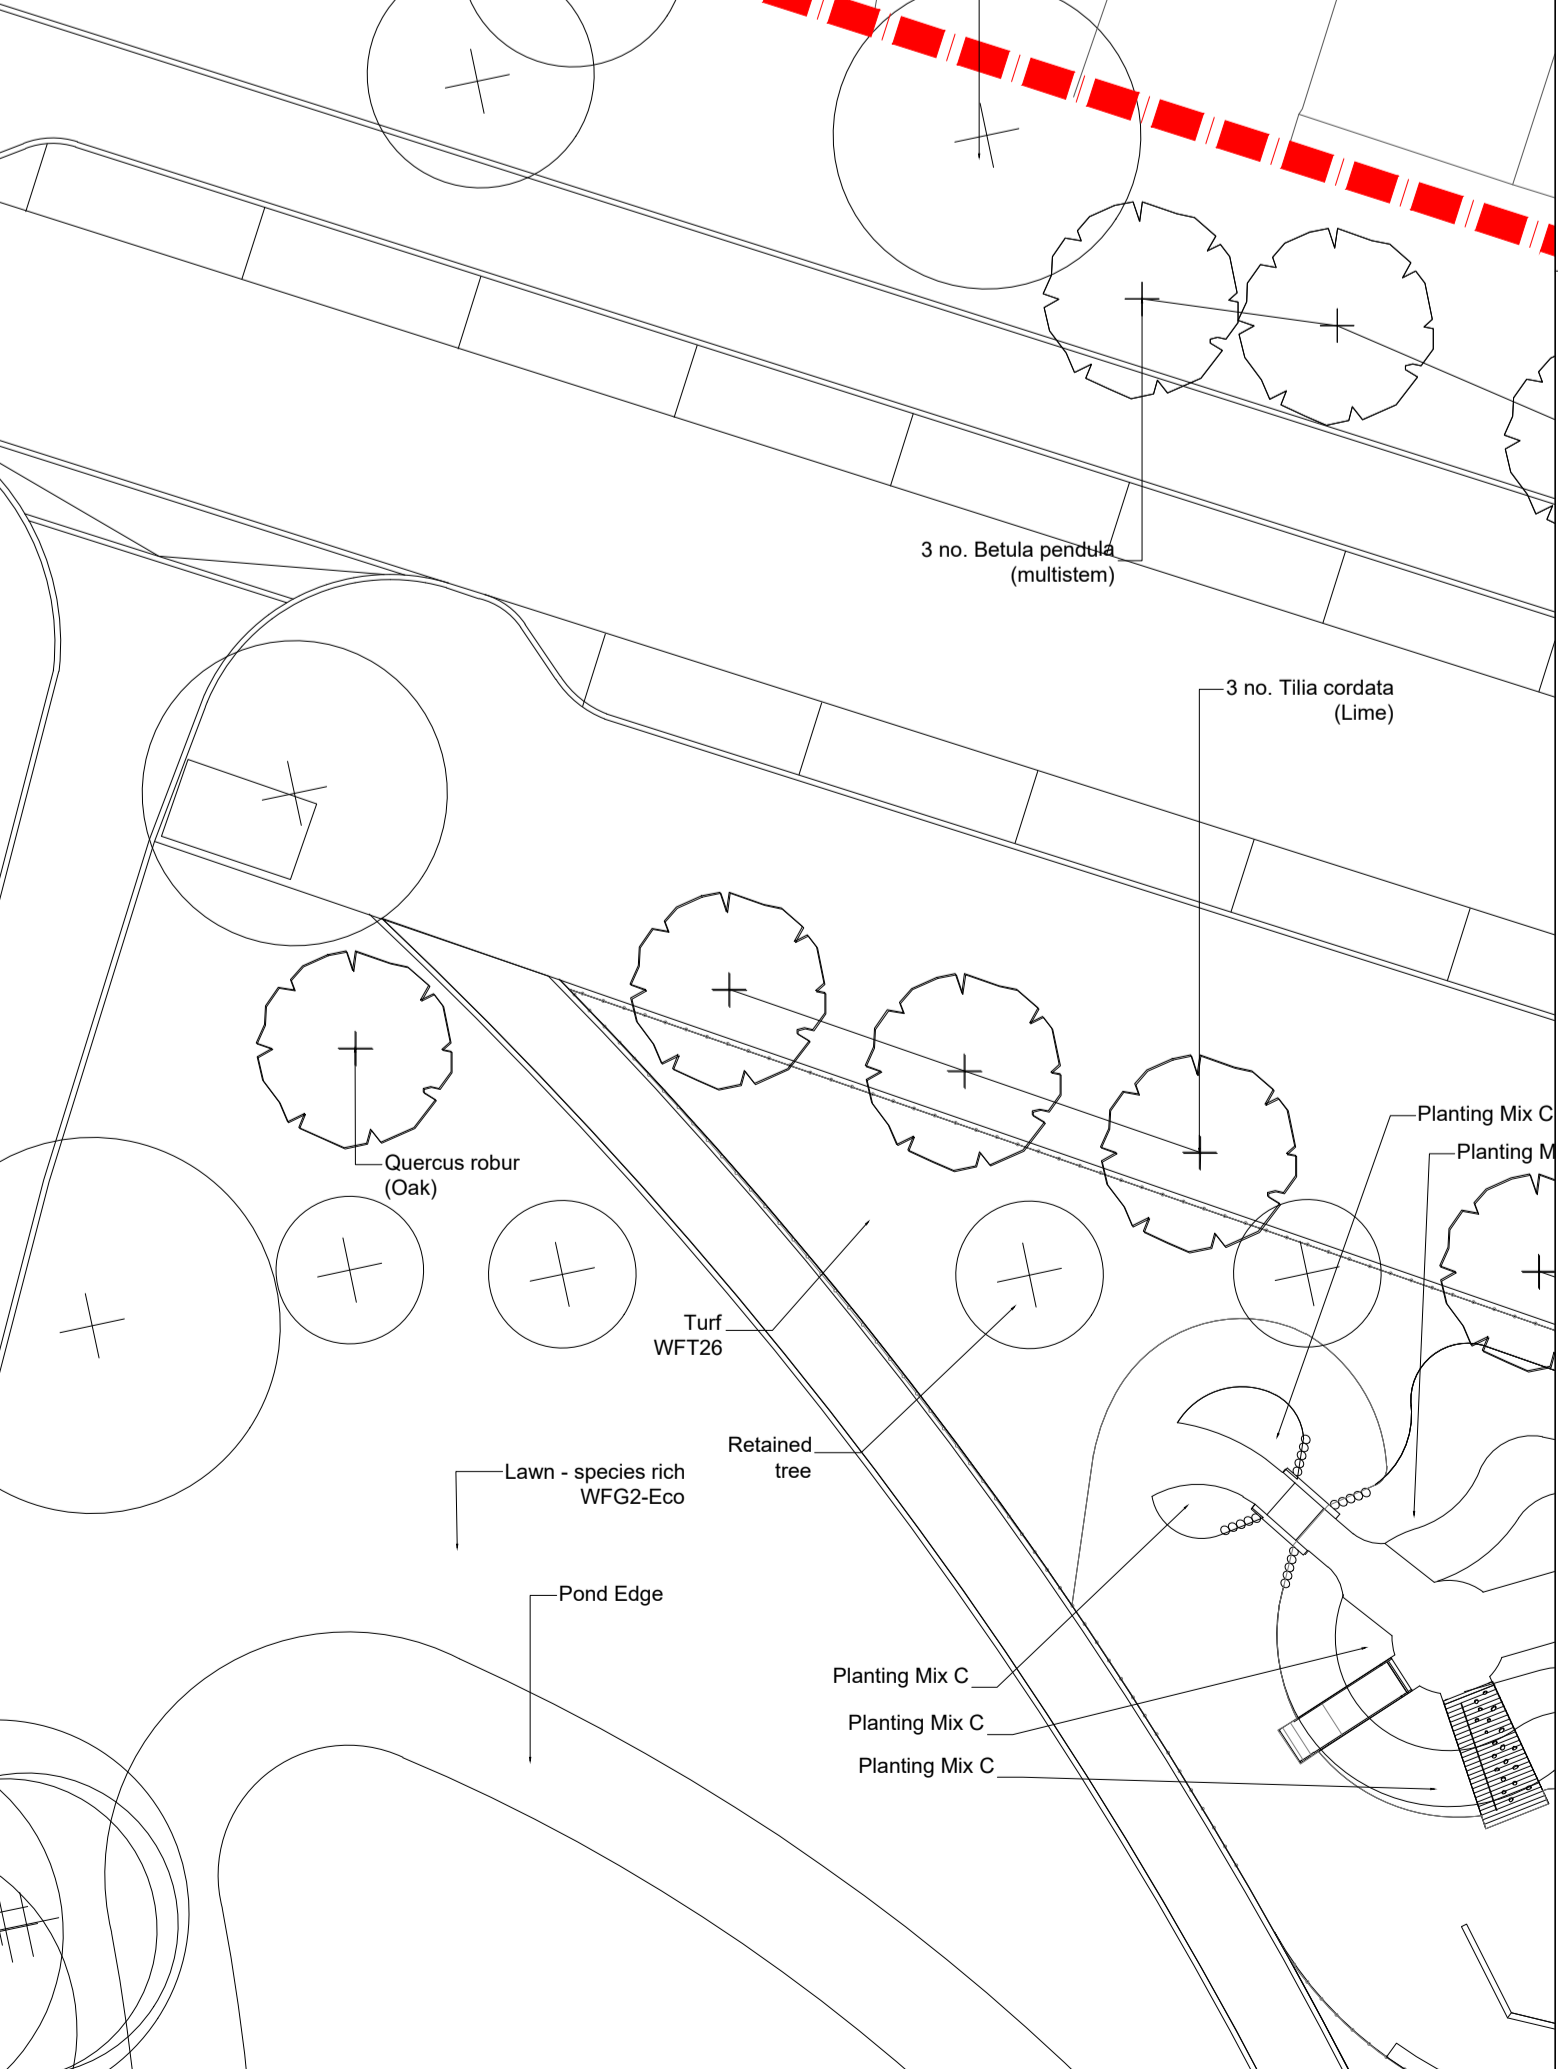 3 no. Betula pendula
(multistem)
3 no. Tilia cordata
(Lime)
Planting Mix C
Planting M
Quercus robur
(Oak)
Turf
WFT26
Retained
tree
Lawn - species rich
WFG2-Eco
Pond Edge
Planting Mix C
Planting Mix C
Planting Mix C